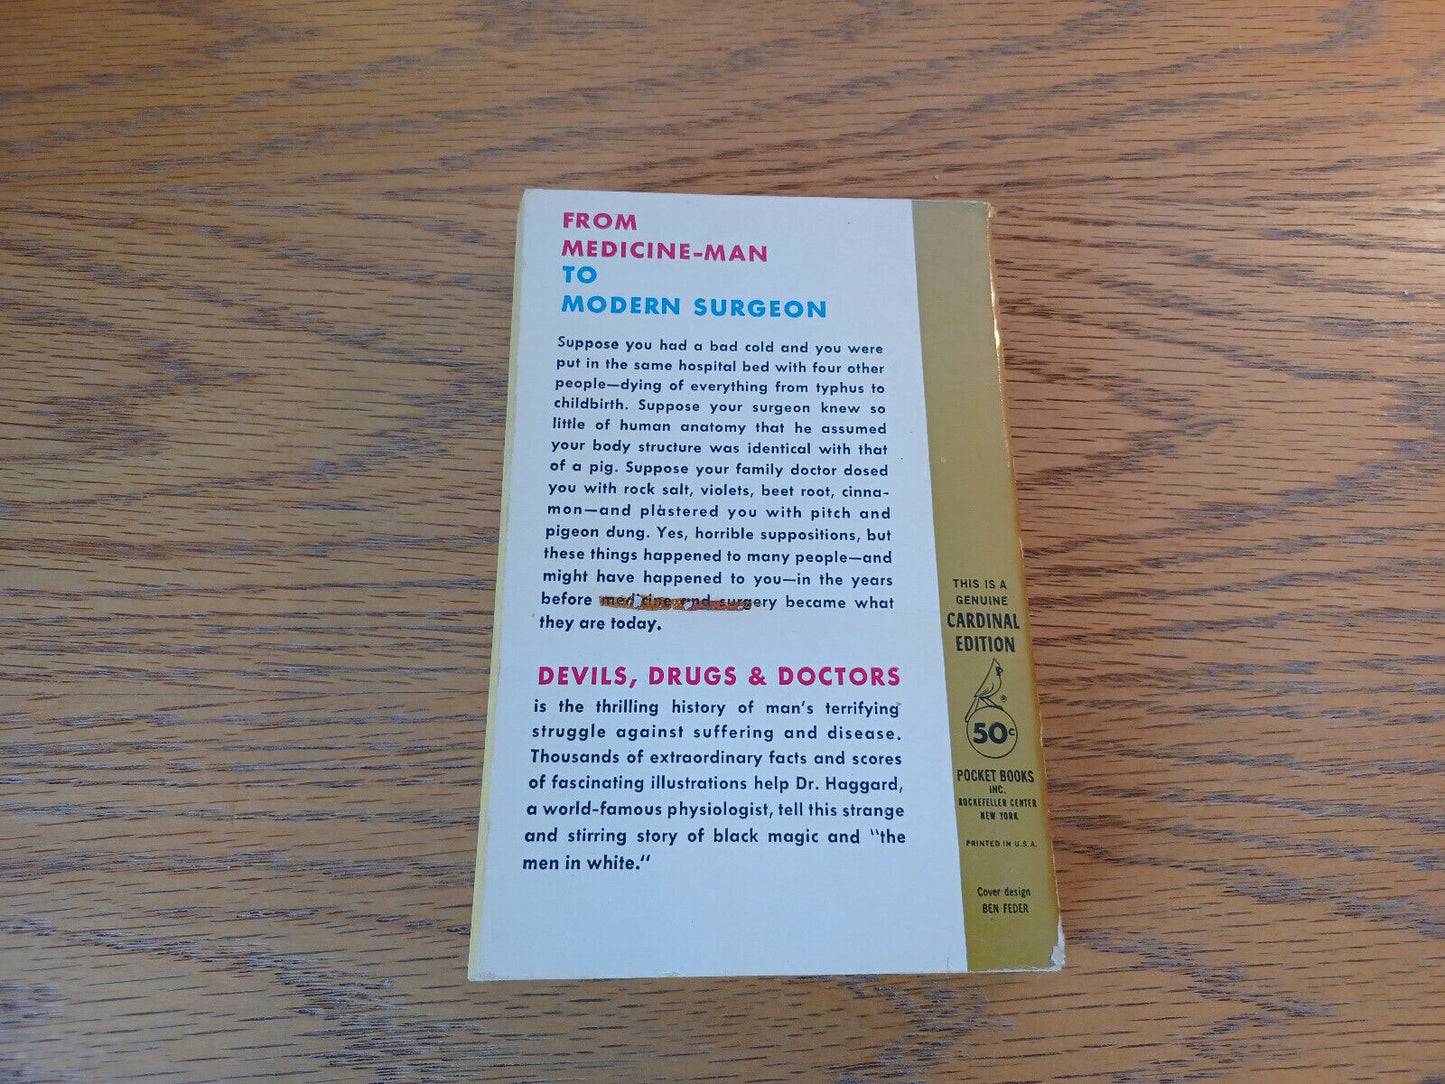 FROM
MEDICINE-MAN
TO
MODERN SURGEON
Suppose you had a bad cold and you were
put in the same hospital bed with four other
people—dying of everything from typhus to
childbirth. Suppose your surgeon knew so
little of human anatomy that he assumed
your body structure was identical with that
of a pig. Suppose your family doctor dosed
you with rock salt, violets, beet root, cinna-
mon—and plastered you with pitch and
pigeon dung. Yes, horrible suppositions, but
these things happened to many people—and
might have happened to you—in the years
before medicine and surgery became what
they are today.
DEVILS, DRUGS & DOCTORS
is the thrilling history of man's terrifying
struggle against suffering and disease.
Thousands of extraordinary facts and scores
of fascinating illustrations help Dr. Haggard,
a world-famous physiologist, tell this strange
and stirring story of black magic and "the
men in white."
THIS IS A
GENUINE
CARDINAL
EDITION
®
50c
POCKET BOOKS
INC.
ROCKEFELLER CENTER
NEW YORK
PRINTED IN U.S.A.
Cover design
BEN FEDER